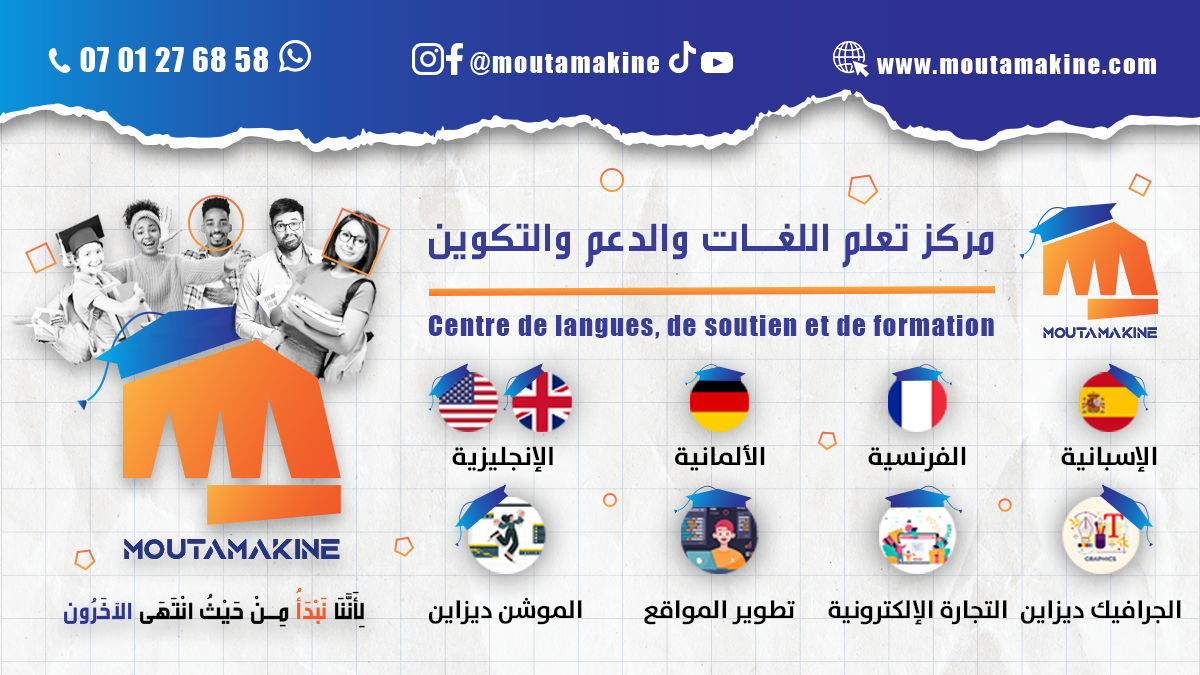 07 01 27 68 58
@moutamakine
www.moutamakine.com
مركز تعلم اللغات والدعم والتكوين
Centre de langues, de soutien et de formation
MOUTAMAKINE
الإسبانية
الفرنسية
الألمانية
الإنجليزية
GRAPHICS
الجرافيك ديزاين
التجارة الإلكترونية
تطوير المواقع
الموشن ديزاين
MOUTAMAKINE
لِأَنَّنَا نَبْدَأُ مِنْ حَيْثُ انْتَهَى الآخَرُون